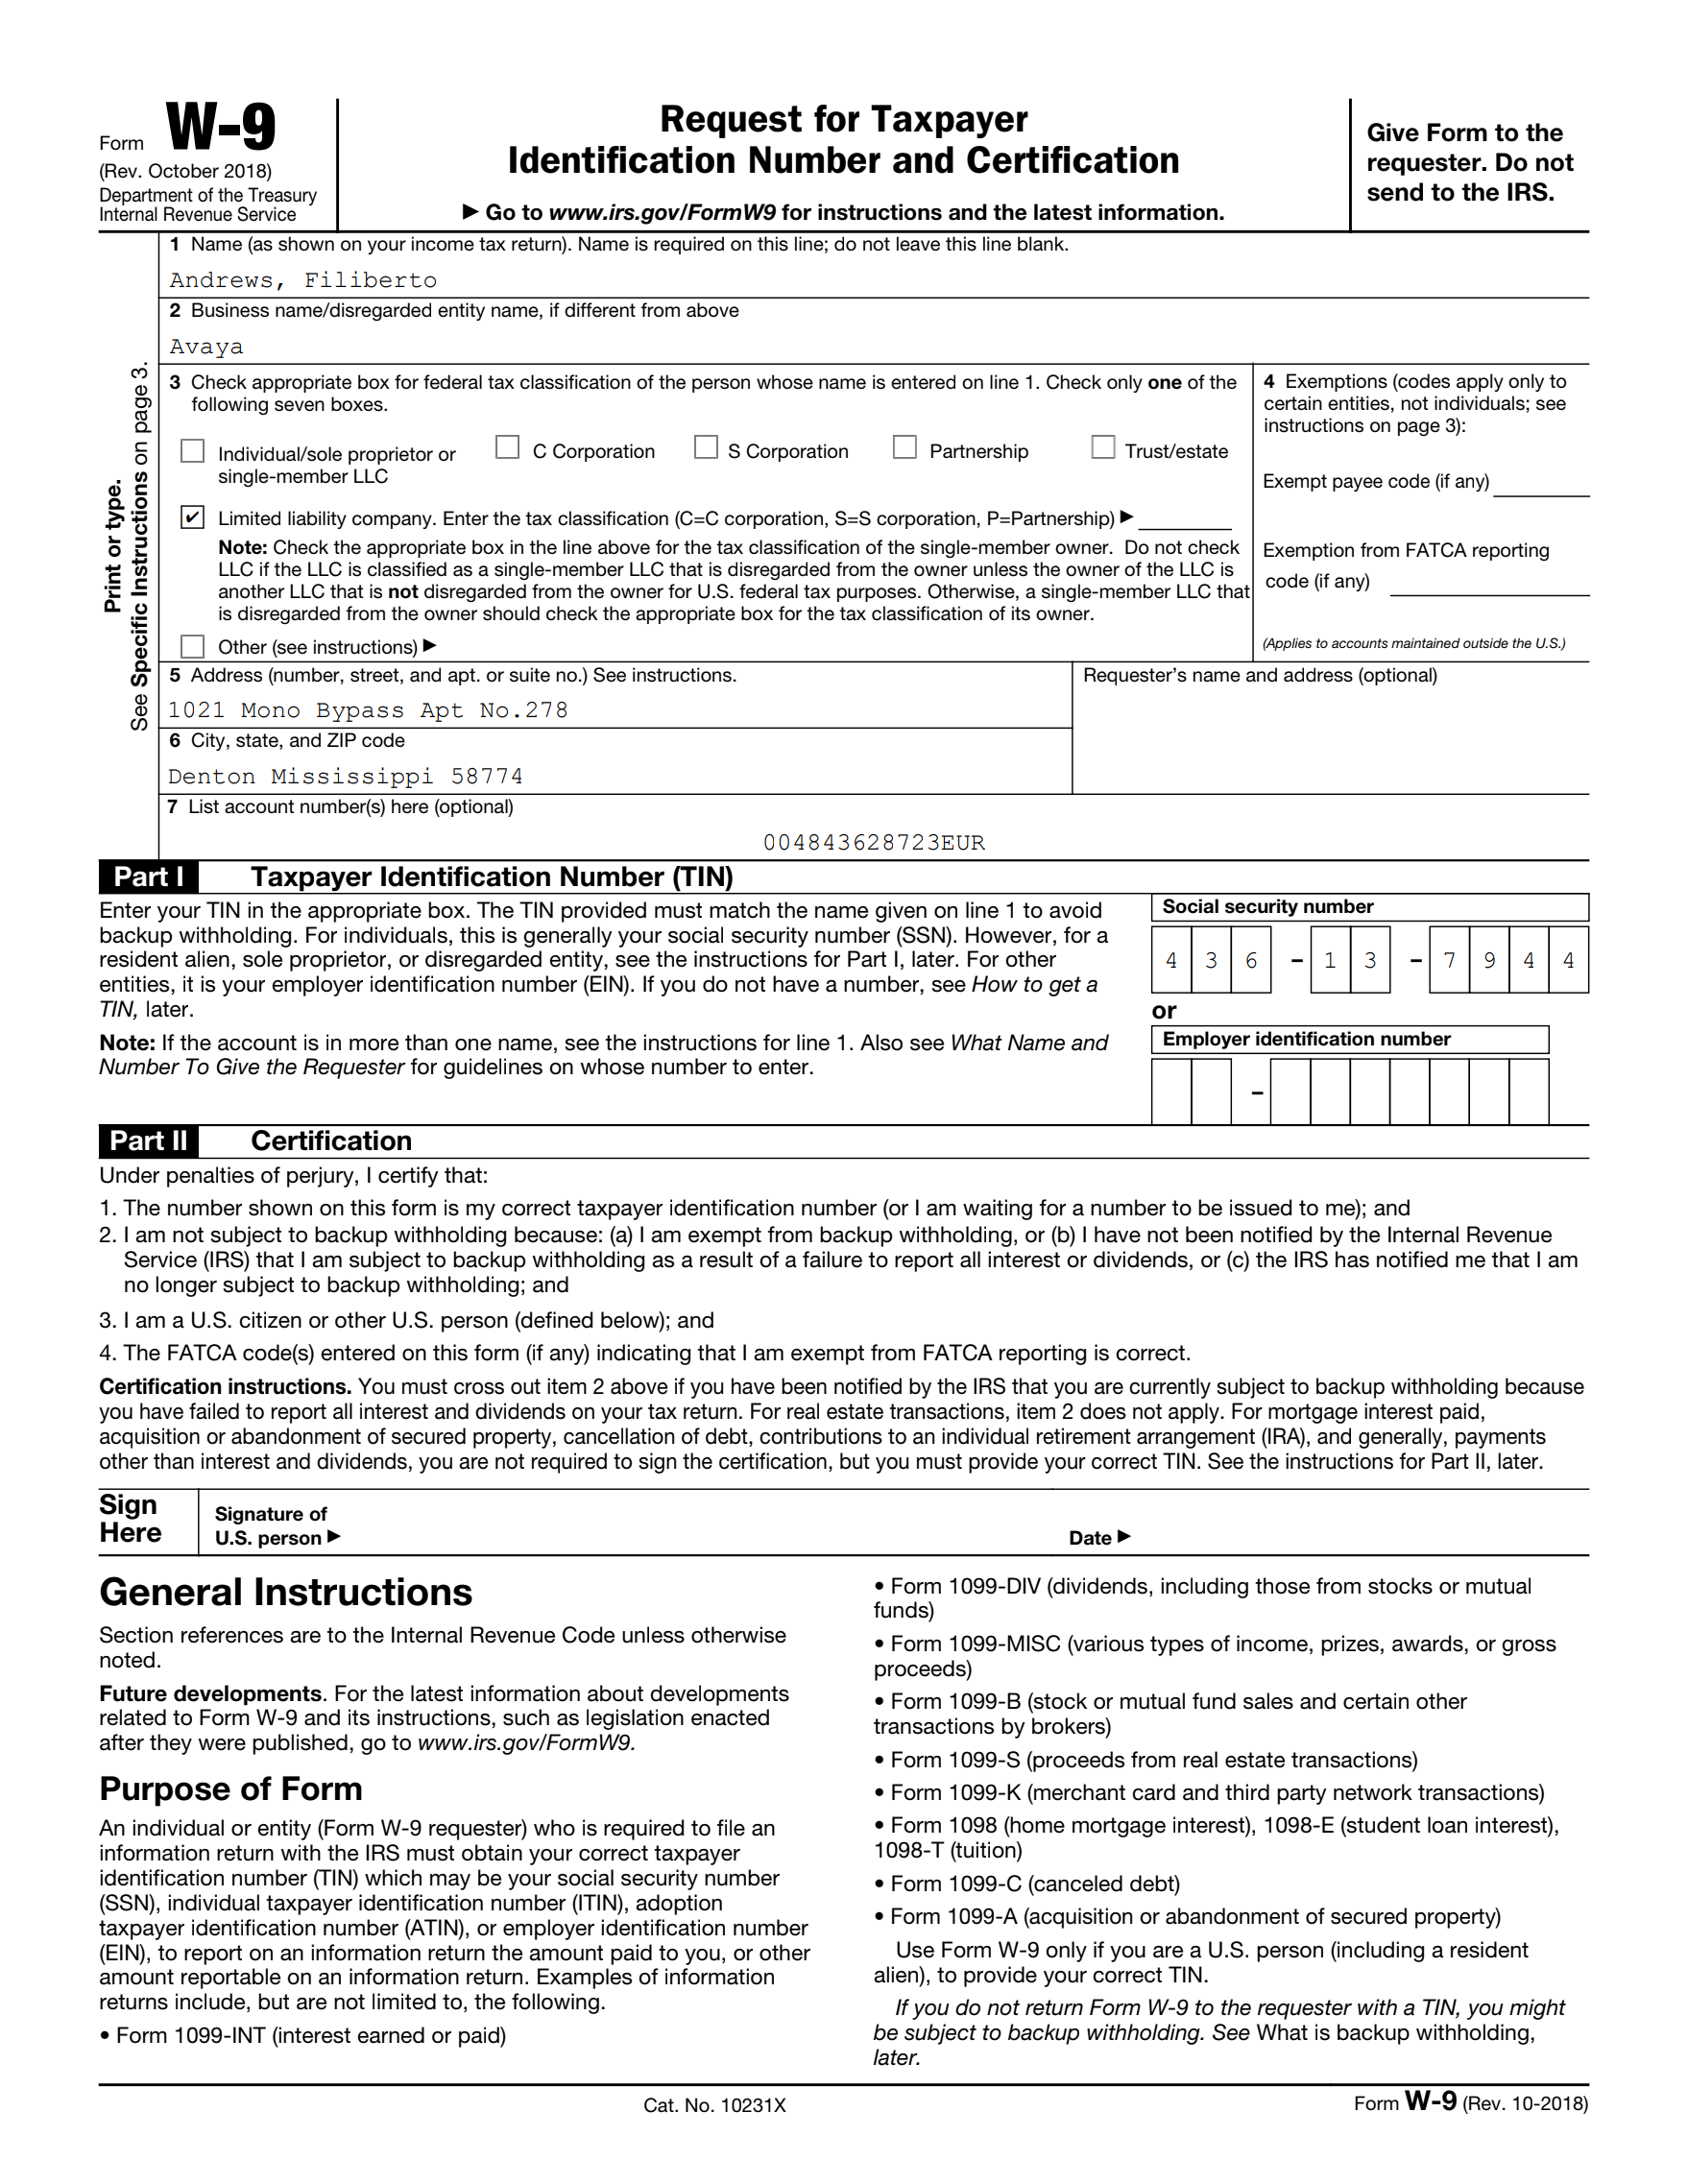 Form W-9
(Rev. October 2018)
Department of the Treasury
Internal Revenue Service
Request for Taxpayer
Identification Number and Certification
▶ Go to www.irs.gov/FormW9 for instructions and the latest information.
Give Form to the
requester. Do not
send to the IRS.
Print or type.
See Specific Instructions on page 3.
1 Name (as shown on your income tax return). Name is required on this line; do not leave this line blank.
Andrews, Filiberto
2 Business name/disregarded entity name, if different from above
Avaya
3 Check appropriate box for federal tax classification of the person whose name is entered on line 1. Check only one of the
following seven boxes.
Individual/sole proprietor or
single-member LLC
C Corporation
S Corporation
Partnership
Trust/estate
✔ Limited liability company. Enter the tax classification (C=C corporation, S=S corporation, P=Partnership) ▶
Note: Check the appropriate box in the line above for the tax classification of the single-member owner. Do not check
LLC if the LLC is classified as a single-member LLC that is disregarded from the owner unless the owner of the LLC is
another LLC that is not disregarded from the owner for U.S. federal tax purposes. Otherwise, a single-member LLC that
is disregarded from the owner should check the appropriate box for the tax classification of its owner.
Other (see instructions) ▶
4 Exemptions (codes apply only to
certain entities, not individuals; see
instructions on page 3):
Exempt payee code (if any)
Exemption from FATCA reporting
code (if any)
(Applies to accounts maintained outside the U.S.)
5 Address (number, street, and apt. or suite no.) See instructions.
1021 Mono Bypass Apt No.278
6 City, state, and ZIP code
Denton Mississippi 58774
Requester's name and address (optional)
7 List account number(s) here (optional)
004843628723EUR
Part I Taxpayer Identification Number (TIN)
Enter your TIN in the appropriate box. The TIN provided must match the name given on line 1 to avoid
backup withholding. For individuals, this is generally your social security number (SSN). However, for a
resident alien, sole proprietor, or disregarded entity, see the instructions for Part I, later. For other
entities, it is your employer identification number (EIN). If you do not have a number, see How to get a
TIN, later.
Note: If the account is in more than one name, see the instructions for line 1. Also see What Name and
Number To Give the Requester for guidelines on whose number to enter.
Social security number
4 3 6 – 1 3 – 7 9 4 4
or
Employer identification number
–
Part II Certification
Under penalties of perjury, I certify that:
1. The number shown on this form is my correct taxpayer identification number (or I am waiting for a number to be issued to me); and
2. I am not subject to backup withholding because: (a) I am exempt from backup withholding, or (b) I have not been notified by the Internal Revenue
Service (IRS) that I am subject to backup withholding as a result of a failure to report all interest or dividends, or (c) the IRS has notified me that I am
no longer subject to backup withholding; and
3. I am a U.S. citizen or other U.S. person (defined below); and
4. The FATCA code(s) entered on this form (if any) indicating that I am exempt from FATCA reporting is correct.
Certification instructions. You must cross out item 2 above if you have been notified by the IRS that you are currently subject to backup withholding because
you have failed to report all interest and dividends on your tax return. For real estate transactions, item 2 does not apply. For mortgage interest paid,
acquisition or abandonment of secured property, cancellation of debt, contributions to an individual retirement arrangement (IRA), and generally, payments
other than interest and dividends, you are not required to sign the certification, but you must provide your correct TIN. See the instructions for Part II, later.
Sign
Here
Signature of
U.S. person ▶
Date ▶
General Instructions
Section references are to the Internal Revenue Code unless otherwise
noted.
Future developments. For the latest information about developments
related to Form W-9 and its instructions, such as legislation enacted
after they were published, go to www.irs.gov/FormW9.
Purpose of Form
An individual or entity (Form W-9 requester) who is required to file an
information return with the IRS must obtain your correct taxpayer
identification number (TIN) which may be your social security number
(SSN), individual taxpayer identification number (ITIN), adoption
taxpayer identification number (ATIN), or employer identification number
(EIN), to report on an information return the amount paid to you, or other
amount reportable on an information return. Examples of information
returns include, but are not limited to, the following.
• Form 1099-INT (interest earned or paid)
• Form 1099-DIV (dividends, including those from stocks or mutual
funds)
• Form 1099-MISC (various types of income, prizes, awards, or gross
proceeds)
• Form 1099-B (stock or mutual fund sales and certain other
transactions by brokers)
• Form 1099-S (proceeds from real estate transactions)
• Form 1099-K (merchant card and third party network transactions)
• Form 1098 (home mortgage interest), 1098-E (student loan interest),
1098-T (tuition)
• Form 1099-C (canceled debt)
• Form 1099-A (acquisition or abandonment of secured property)
Use Form W-9 only if you are a U.S. person (including a resident
alien), to provide your correct TIN.
If you do not return Form W-9 to the requester with a TIN, you might
be subject to backup withholding. See What is backup withholding,
later.
Cat. No. 10231X
Form W-9 (Rev. 10-2018)